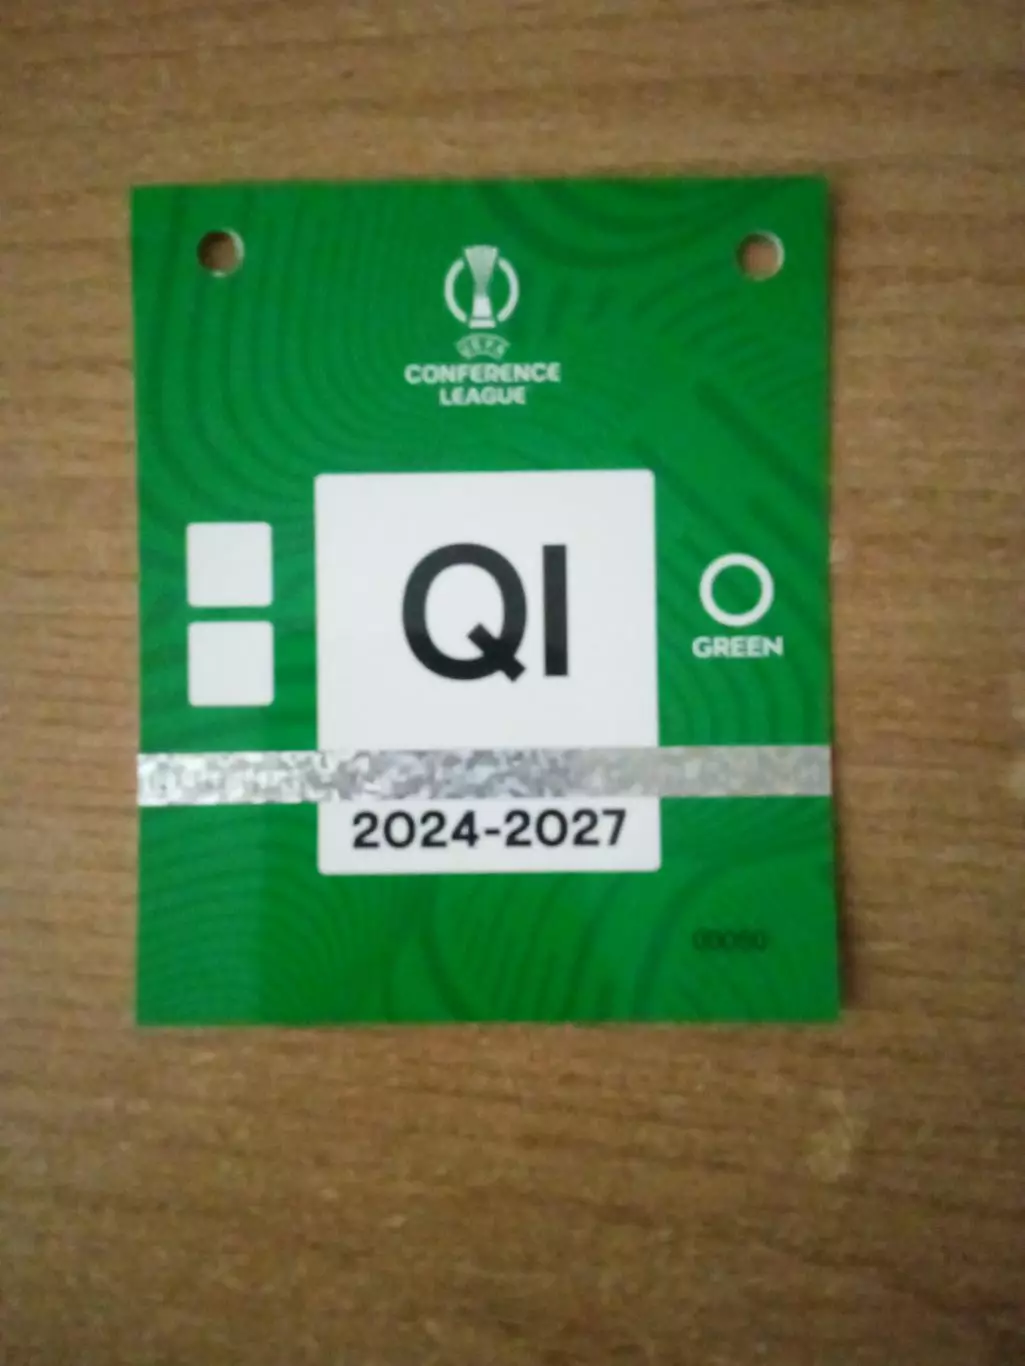 UEFA
CONFERENCE
LEAGUE
QI
GREEN
2024-2027